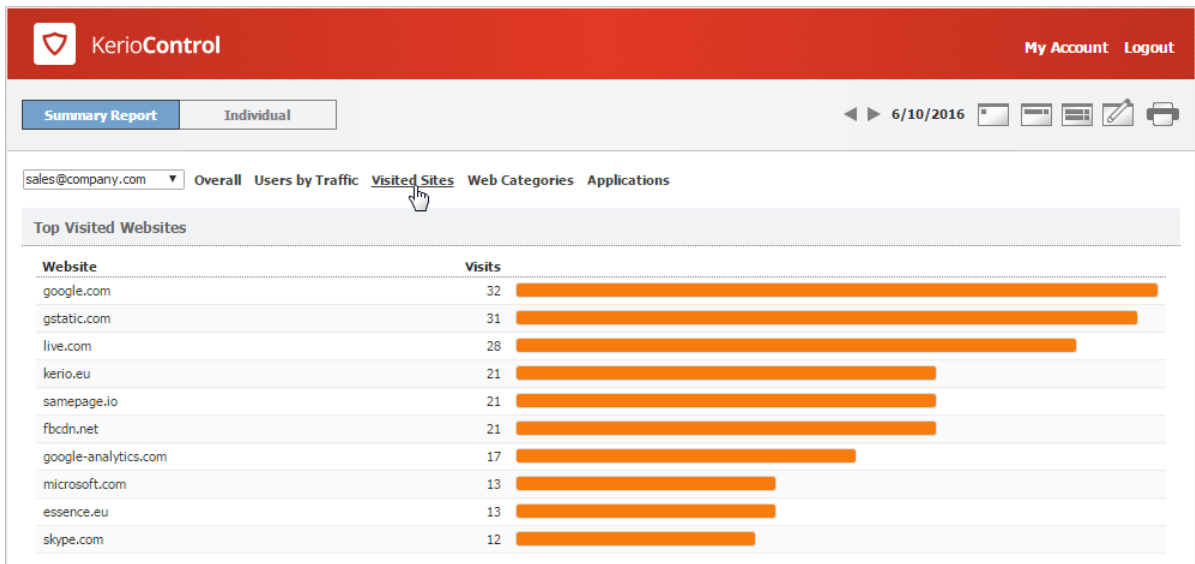 KerioControl
My Account Logout
Summary Report Individual 6/10/2016
sales@company.com Overall Users by Traffic Visited Sites Web Categories Applications
Top Visited Websites
Website Visits
google.com 32
gstatic.com 31
live.com 28
kerio.eu 21
samepage.io 21
fbcdn.net 21
google-analytics.com 17
microsoft.com 13
essence.eu 13
skype.com 12